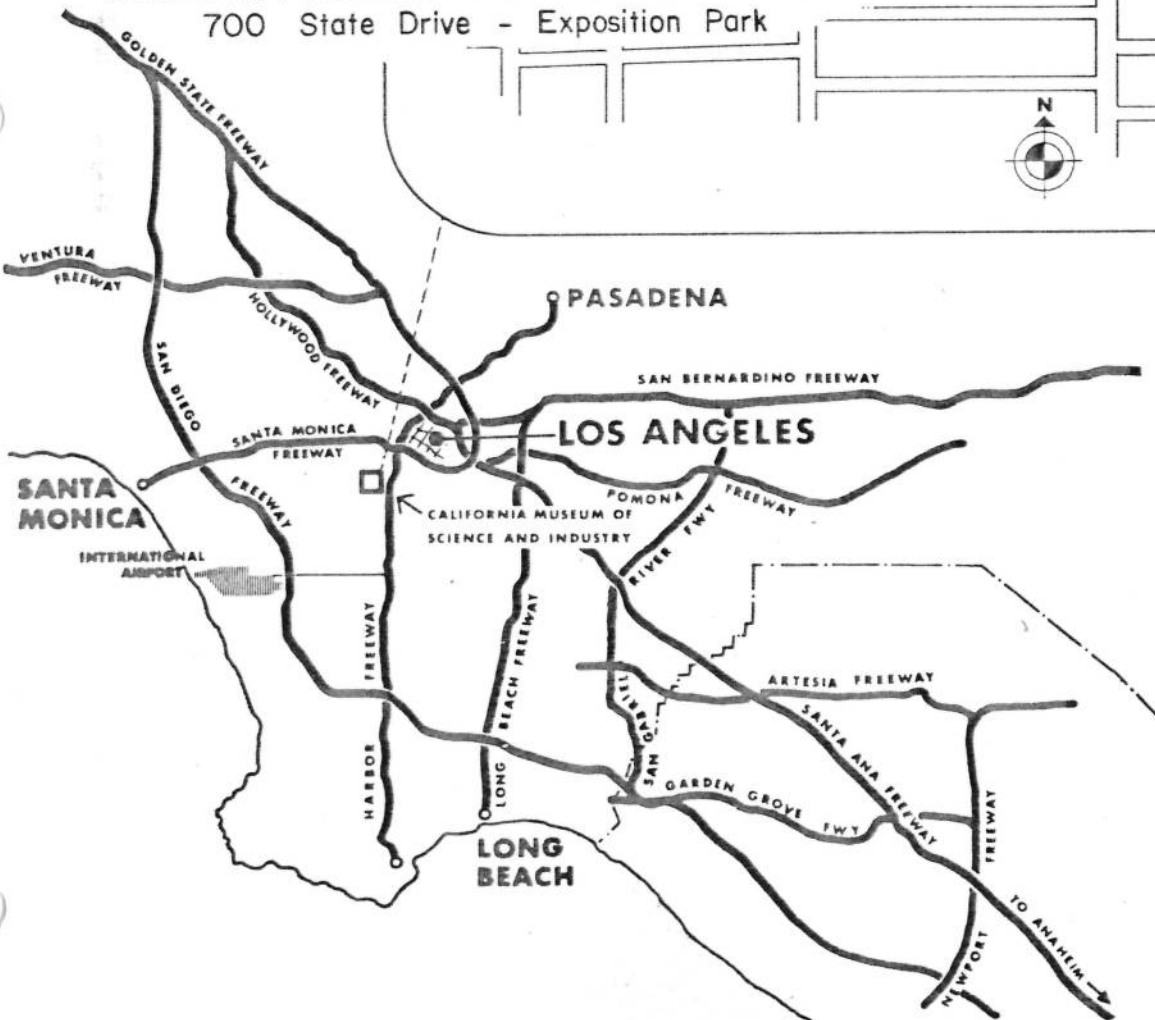 700 State Drive - Exposition Park
N
GOLDEN STATE FREEWAY
VENTURA
FREEWAY
HOLLYWOOD FREEWAY
PASADENA
SAN DIEGO
FREEWAY
SAN BERNARDINO FREEWAY
SANTA MONICA
FREEWAY
LOS ANGELES
SANTA
MONICA
POMONA FREEWAY
CALIFORNIA MUSEUM OF
SCIENCE AND INDUSTRY
INTERNATIONAL
AIRPORT
RIVER FWY
HARBOR FREEWAY
LONG BEACH FREEWAY
SAN GABRIEL
ARTESIA FREEWAY
SANTA ANA FREEWAY
GARDEN GROVE FWY
LONG
BEACH
NEWPORT FREEWAY
TO ANAHEIM